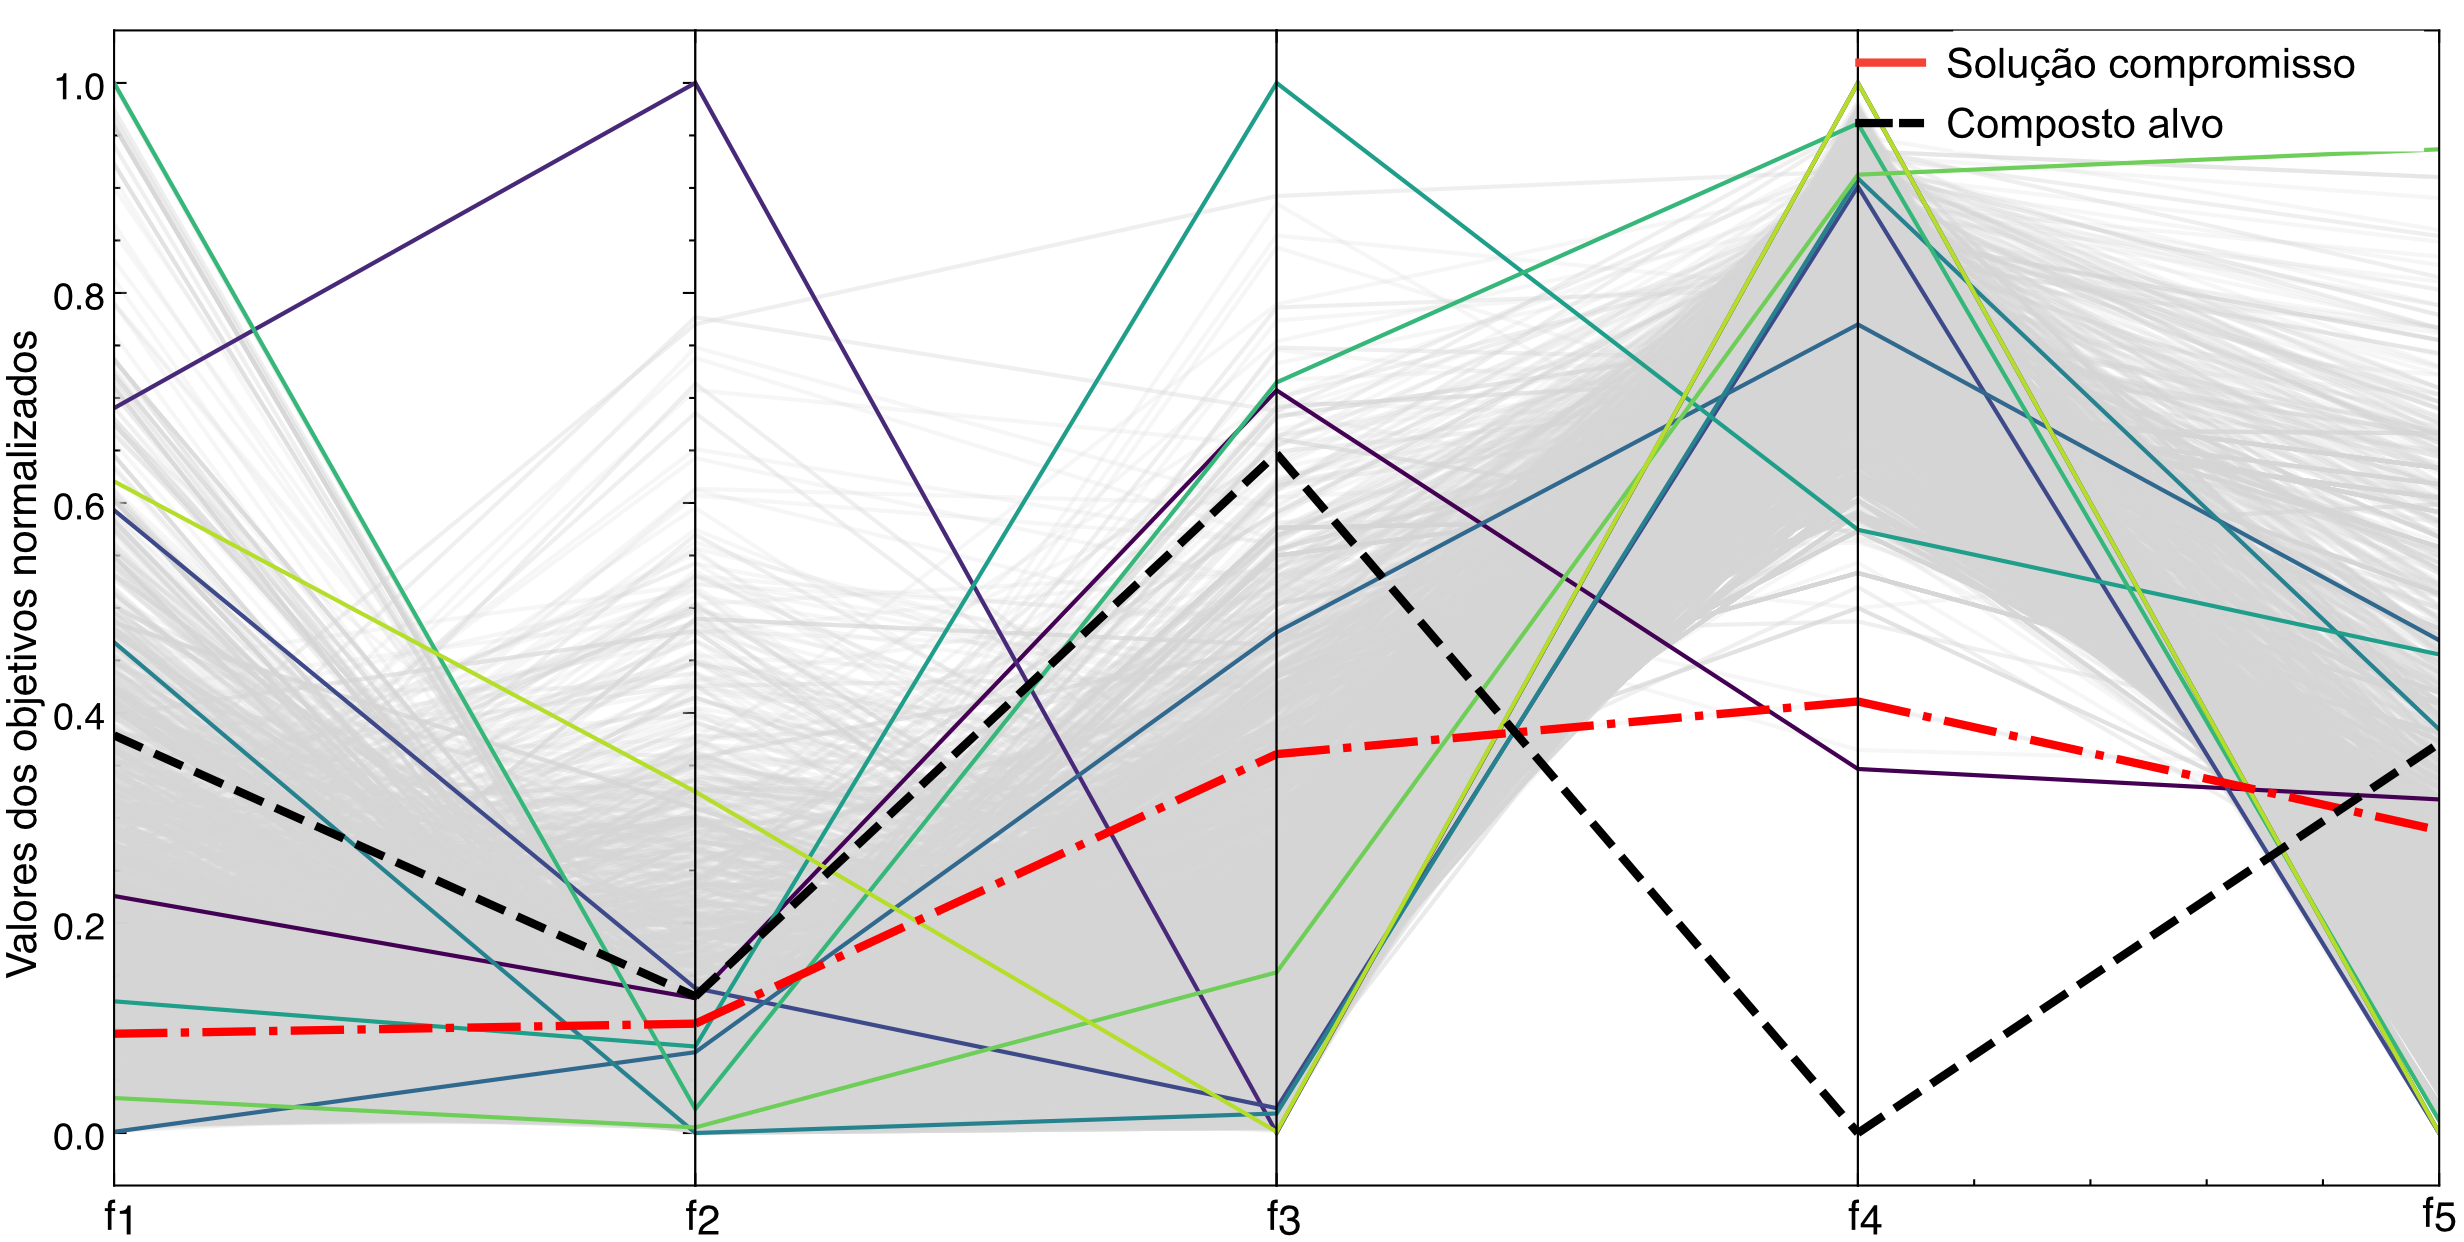 Solução compromisso
Composto alvo
Valores dos objetivos normalizados
1.0
0.8
0.6
0.4
0.2
0.0
f1 f2 f3 f4 f5